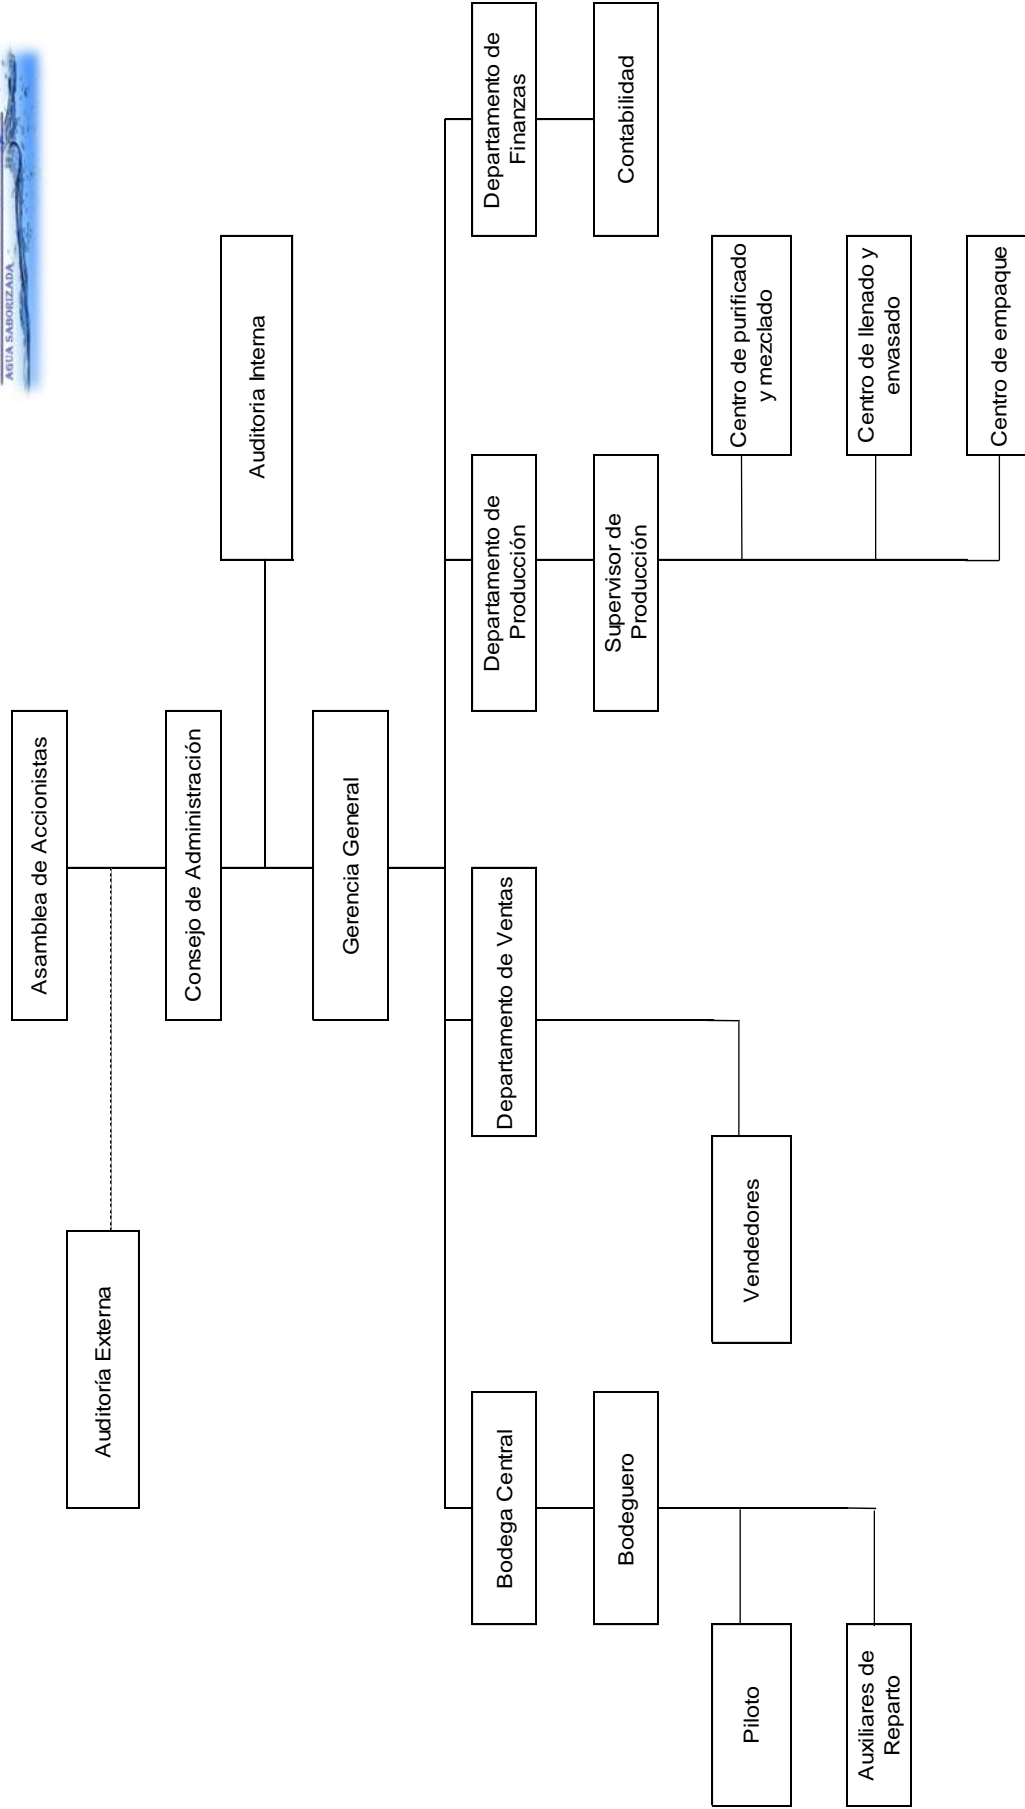 AGUA SABORIZADA
Asamblea de Accionistas
Auditoría Externa
Consejo de Administración
Auditoria Interna
Gerencia General
Bodega Central
Departamento de Ventas
Departamento de
Producción
Departamento de
Finanzas
Bodeguero
Supervisor de
Producción
Contabilidad
Piloto
Vendedores
Centro de purificado
y mezclado
Auxiliares de
Reparto
Centro de llenado y
envasado
Centro de empaque